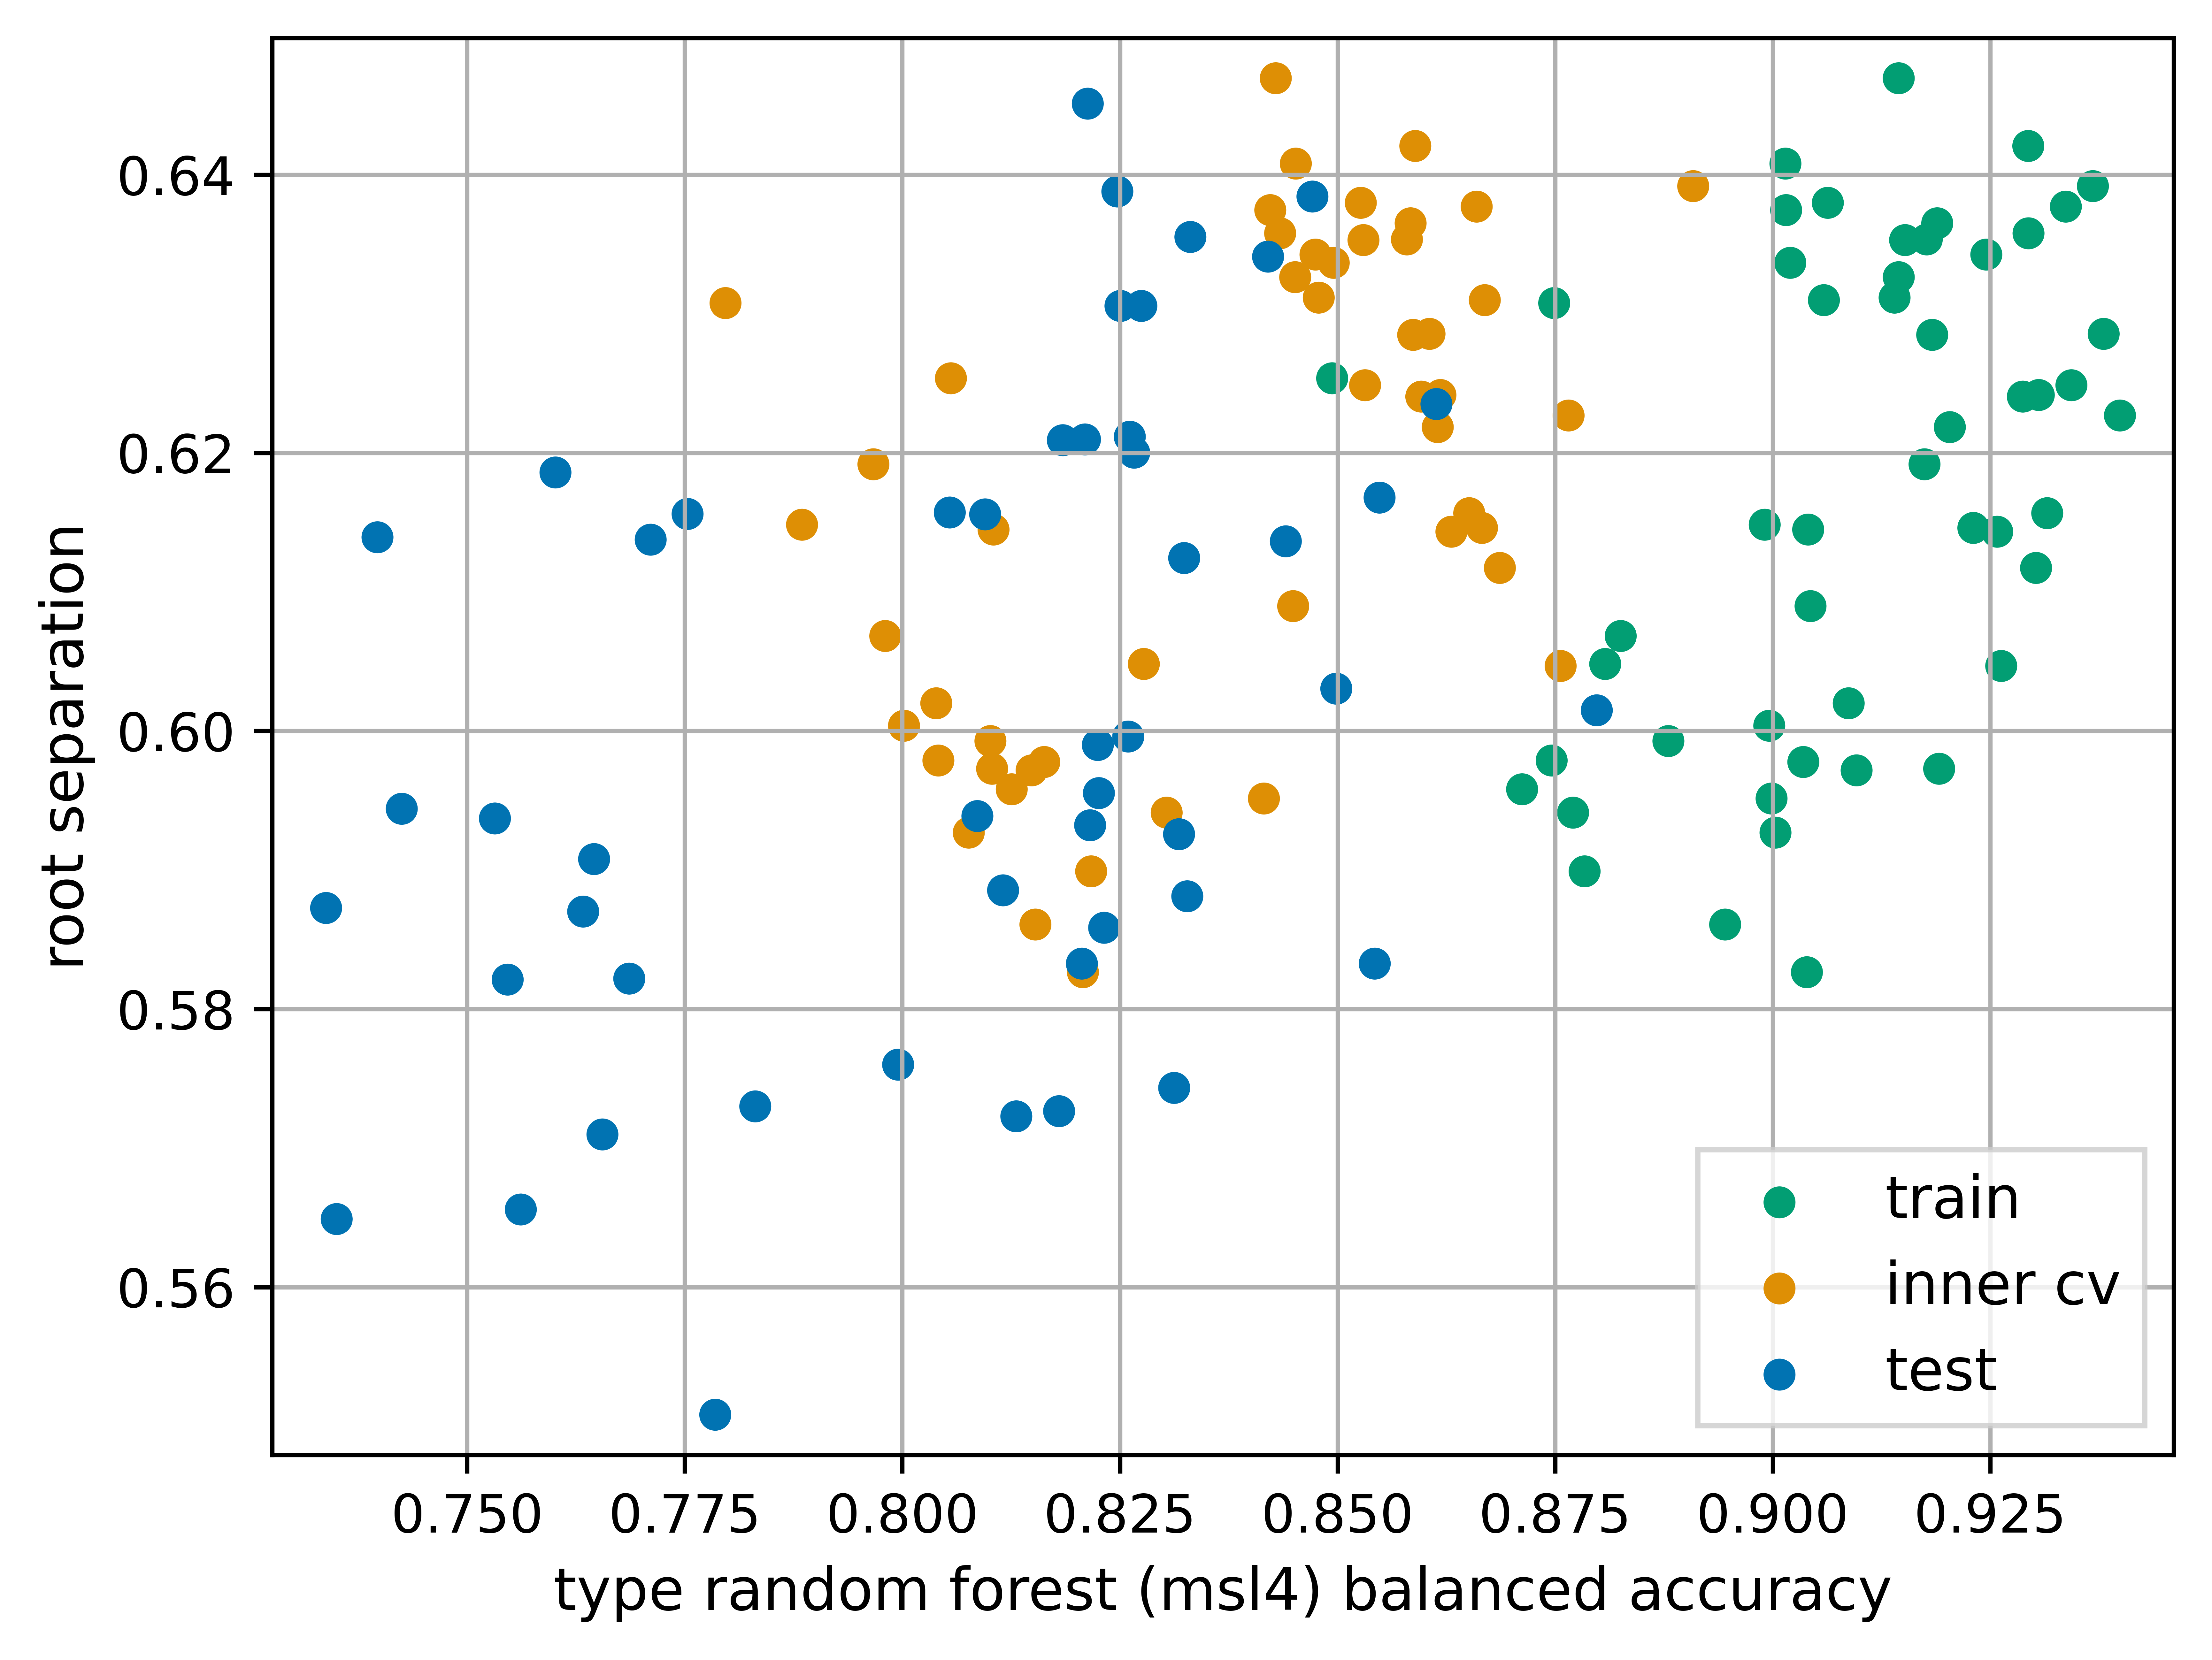 0.64
0.62
0.60
0.58
0.56
root separation
0.750 0.775 0.800 0.825 0.850 0.875 0.900 0.925
type random forest (msl4) balanced accuracy
train
inner cv
test